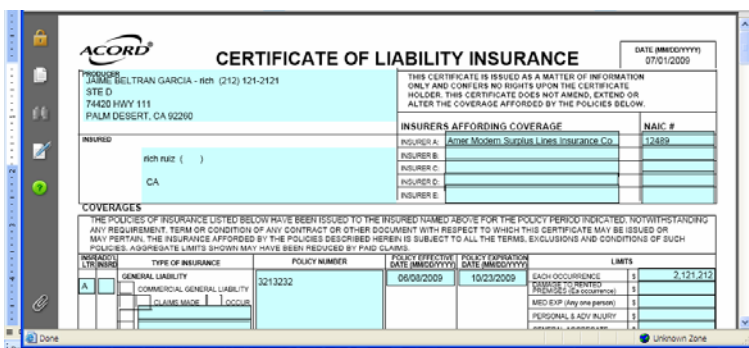 ACORD®
CERTIFICATE OF LIABILITY INSURANCE
DATE (MM/DD/YYYY)
07/01/2009
PRODUCER
JAIME BELTRAN GARCIA - rich (212) 121-2121
STE D
74420 HWY 111
PALM DESERT, CA 92260
THIS CERTIFICATE IS ISSUED AS A MATTER OF INFORMATION
ONLY AND CONFERS NO RIGHTS UPON THE CERTIFICATE
HOLDER. THIS CERTIFICATE DOES NOT AMEND, EXTEND OR
ALTER THE COVERAGE AFFORDED BY THE POLICIES BELOW.
INSURERS AFFORDING COVERAGE NAIC #
INSURED
rich ruiz ( )
CA
INSURER A: Amer Modern Surplus Lines Insurance Co 12489
INSURER B:
INSURER C:
INSURER D:
INSURER E:
COVERAGES
THE POLICIES OF INSURANCE LISTED BELOW HAVE BEEN ISSUED TO THE INSURED NAMED ABOVE FOR THE POLICY PERIOD INDICATED. NOTWITHSTANDING
ANY REQUIREMENT, TERM OR CONDITION OF ANY CONTRACT OR OTHER DOCUMENT WITH RESPECT TO WHICH THIS CERTIFICATE MAY BE ISSUED OR
MAY PERTAIN, THE INSURANCE AFFORDED BY THE POLICIES DESCRIBED HEREIN IS SUBJECT TO ALL THE TERMS, EXCLUSIONS AND CONDITIONS OF SUCH
POLICIES. AGGREGATE LIMITS SHOWN MAY HAVE BEEN REDUCED BY PAID CLAIMS.
INSR ADD'L
LTR INSRD
TYPE OF INSURANCE
POLICY NUMBER
POLICY EFFECTIVE
DATE (MM/DD/YYYY)
POLICY EXPIRATION
DATE (MM/DD/YYYY)
LIMITS
A
GENERAL LIABILITY
COMMERCIAL GENERAL LIABILITY
CLAIMS MADE OCCUR
3213232
06/08/2009
10/23/2009
EACH OCCURRENCE $ 2,121,212
DAMAGE TO RENTED
PREMISES (Ea occurrence) $
MED EXP (Any one person) $
PERSONAL & ADV INJURY $
GENERAL AGGREGATE
Done
Unknown Zone